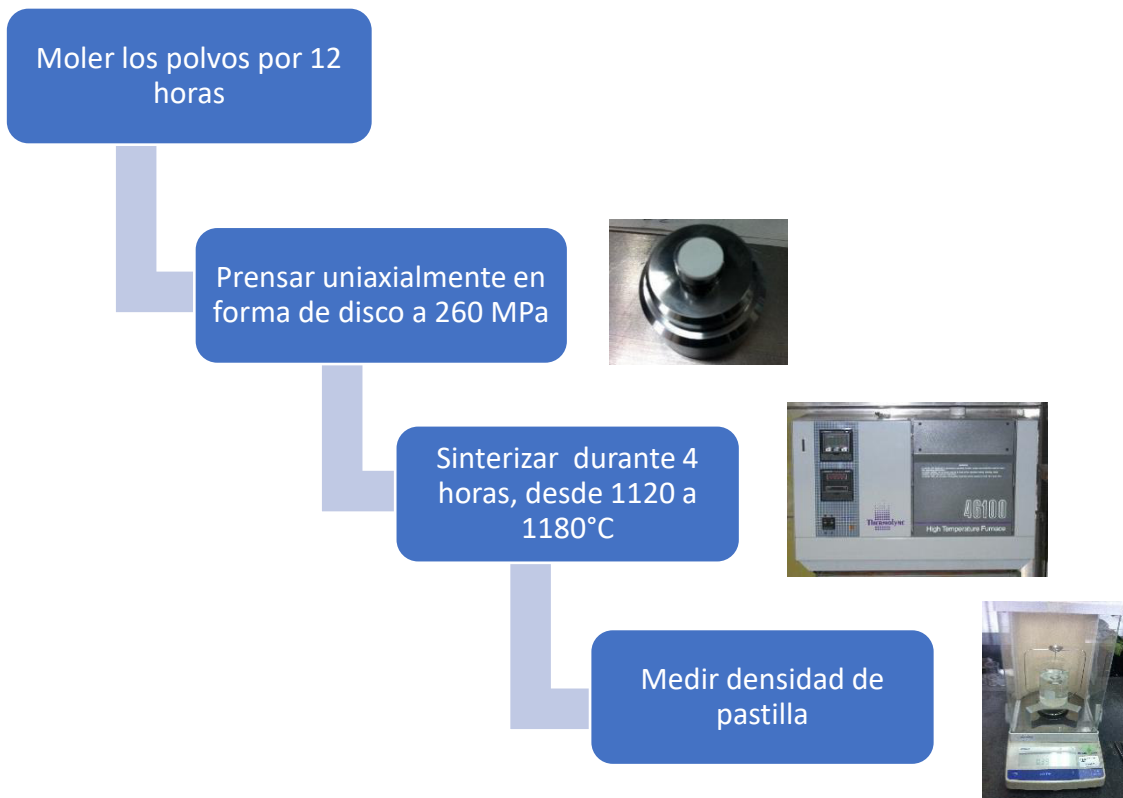 Moler los polvos por 12
horas
Prensar uniaxialmente en
forma de disco a 260 MPa
Sinterizar durante 4
horas, desde 1120 a
1180°C
46100
Thermolyne
High Temperature Furnace
Medir densidad de
pastilla